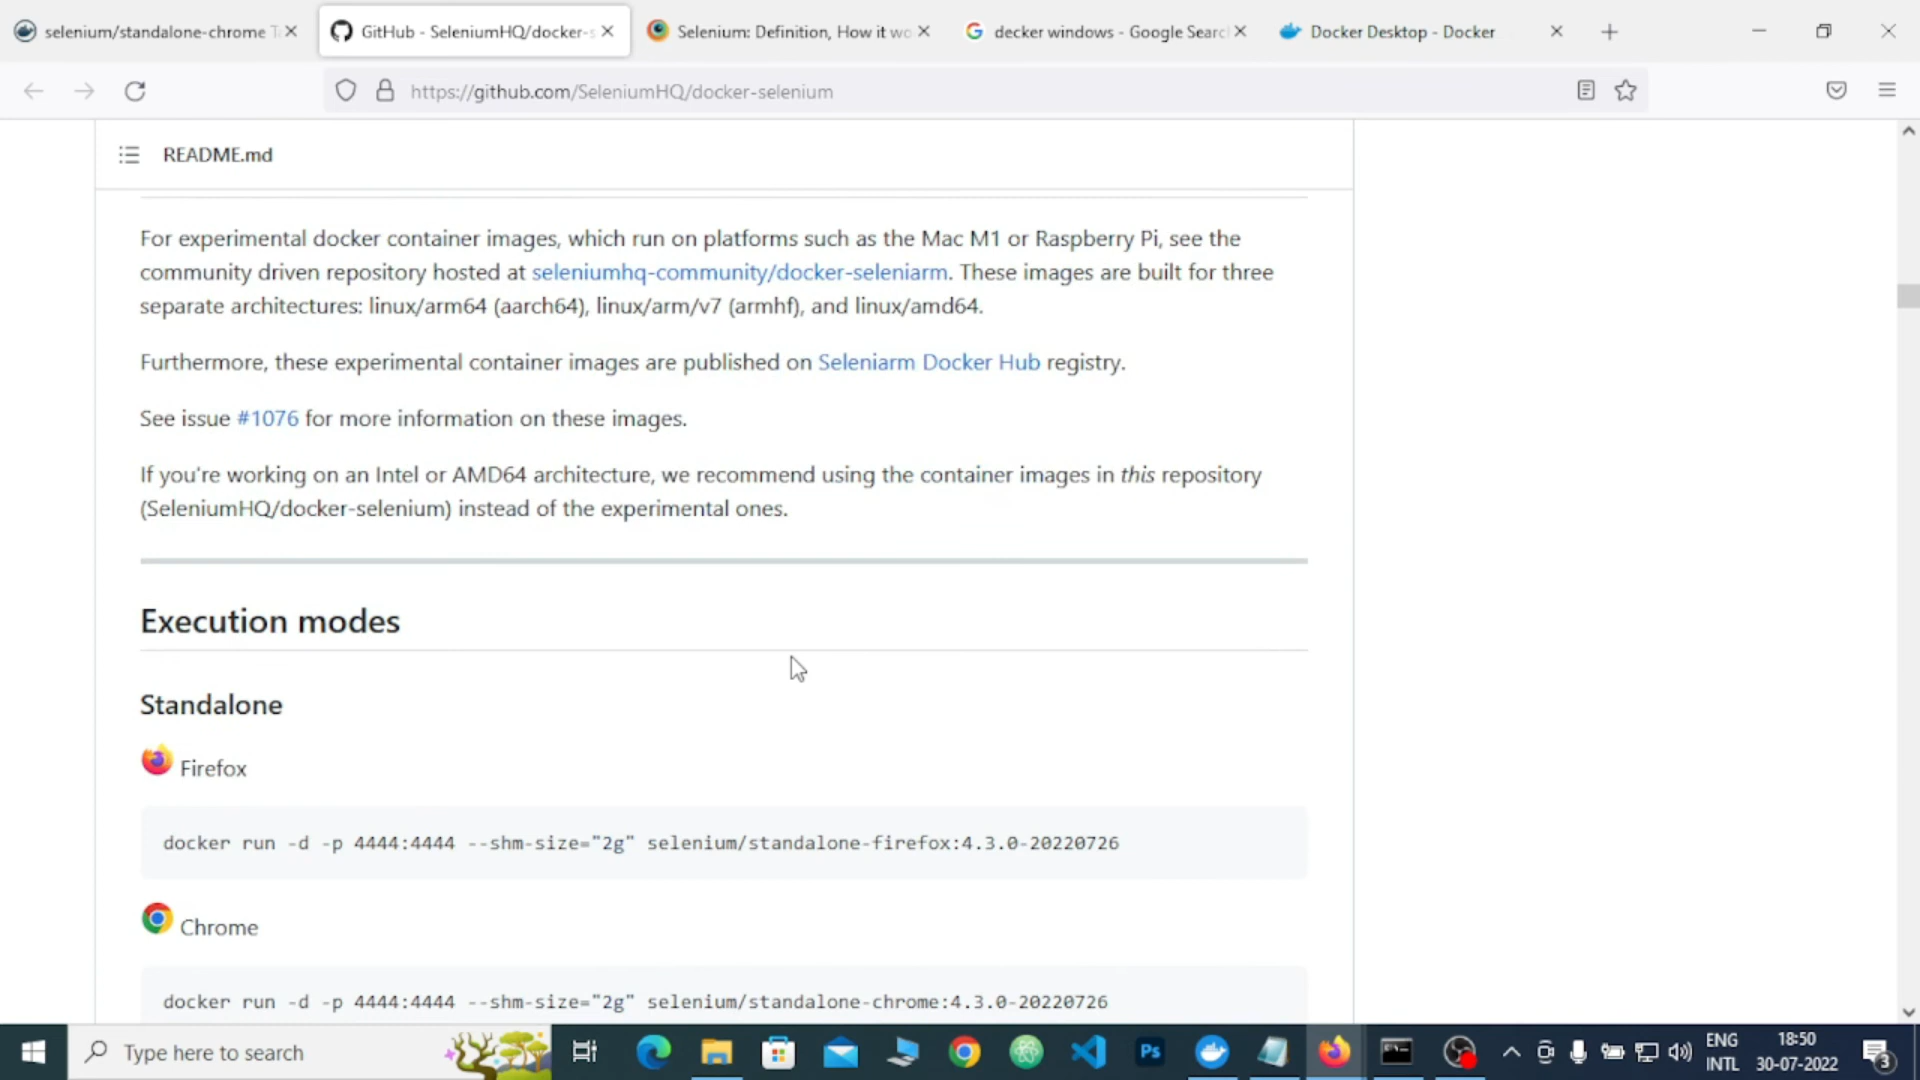 selenium/standalone-chrome T
GitHub - SeleniumHQ/docker-s
Selenium: Definition, How it wo
decker windows - Google Searc
Docker Desktop - Docker
https://github.com/SeleniumHQ/docker-selenium
README.md
For experimental docker container images, which run on platforms such as the Mac M1 or Raspberry Pi, see the
community driven repository hosted at seleniumhq-community/docker-seleniarm. These images are built for three
separate architectures: linux/arm64 (aarch64), linux/arm/v7 (armhf), and linux/amd64.
Furthermore, these experimental container images are published on Seleniarm Docker Hub registry.
See issue #1076 for more information on these images.
If you're working on an Intel or AMD64 architecture, we recommend using the container images in this repository
(SeleniumHQ/docker-selenium) instead of the experimental ones.
Execution modes
Standalone
Firefox
docker run -d -p 4444:4444 --shm-size="2g" selenium/standalone-firefox:4.3.0-20220726
Chrome
docker run -d -p 4444:4444 --shm-size="2g" selenium/standalone-chrome:4.3.0-20220726
Type here to search
Ps
ENG
INTL
18:50
30-07-2022
3